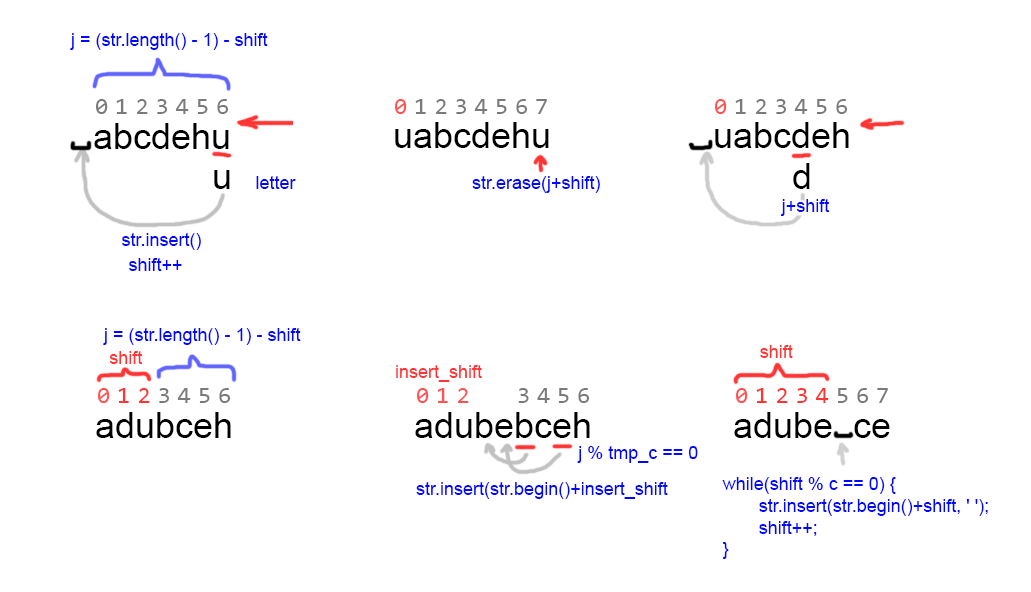 j = (str.length() - 1) - shift
0 1 2 3 4 5 6
␣abcdehu
u
letter
str.insert()
shift++
0 1 2 3 4 5 6 7
uabcdehu
str.erase(j+shift)
0 1 2 3 4 5 6
␣uabcdeh
d
j+shift
j = (str.length() - 1) - shift
shift
0 1 2 3 4 5 6
adubceh
insert_shift
0 1 2 3 4 5 6
adubebceh
j % tmp_c == 0
str.insert(str.begin()+insert_shift
shift
0 1 2 3 4 5 6 7
adube␣ce
while(shift % c == 0) {
str.insert(str.begin()+shift, ' ');
shift++;
}